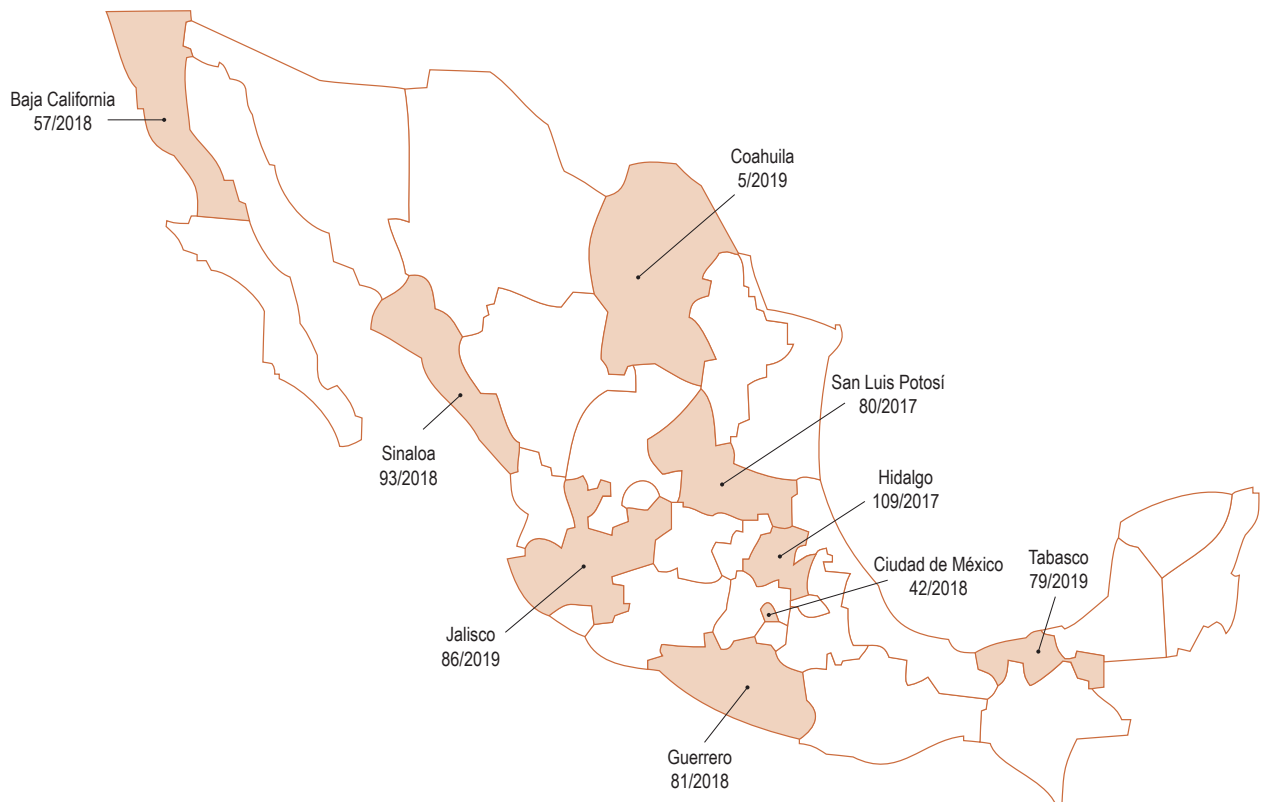 Baja California
57/2018
Coahuila
5/2019
San Luis Potosí
80/2017
Sinaloa
93/2018
Hidalgo
109/2017
Ciudad de México
42/2018
Tabasco
79/2019
Jalisco
86/2019
Guerrero
81/2018